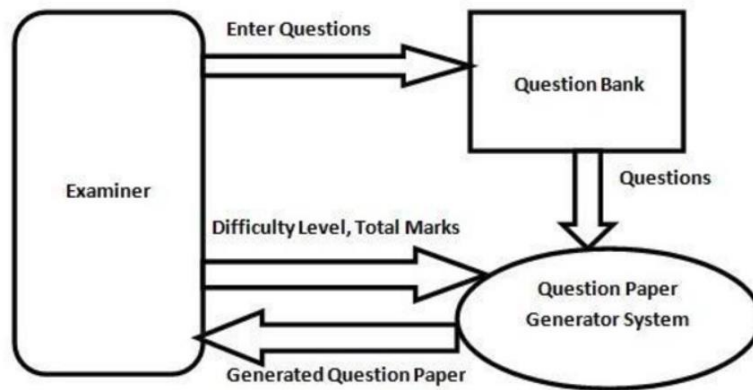 Enter Questions
Question Bank
Examiner
Questions
Difficulty Level, Total Marks
Question Paper
Generator System
Generated Question Paper